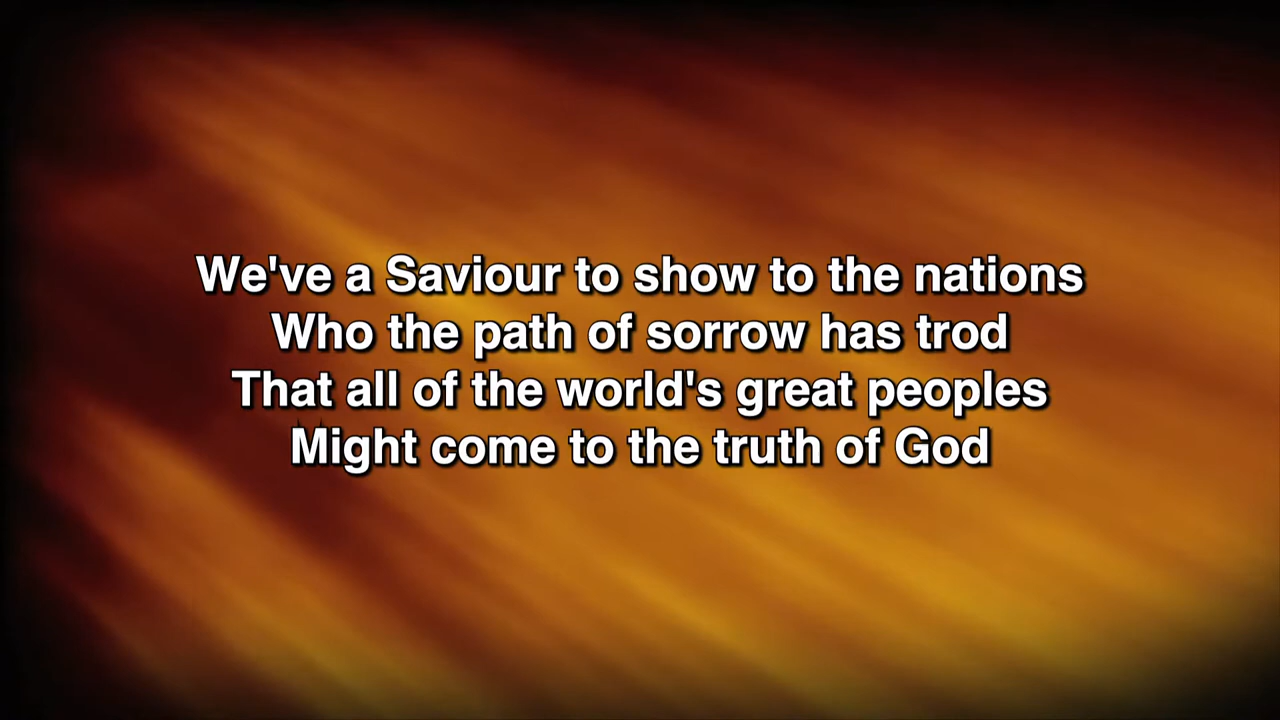 We've a Saviour to show to the nations
Who the path of sorrow has trod
That all of the world's great peoples
Might come to the truth of God